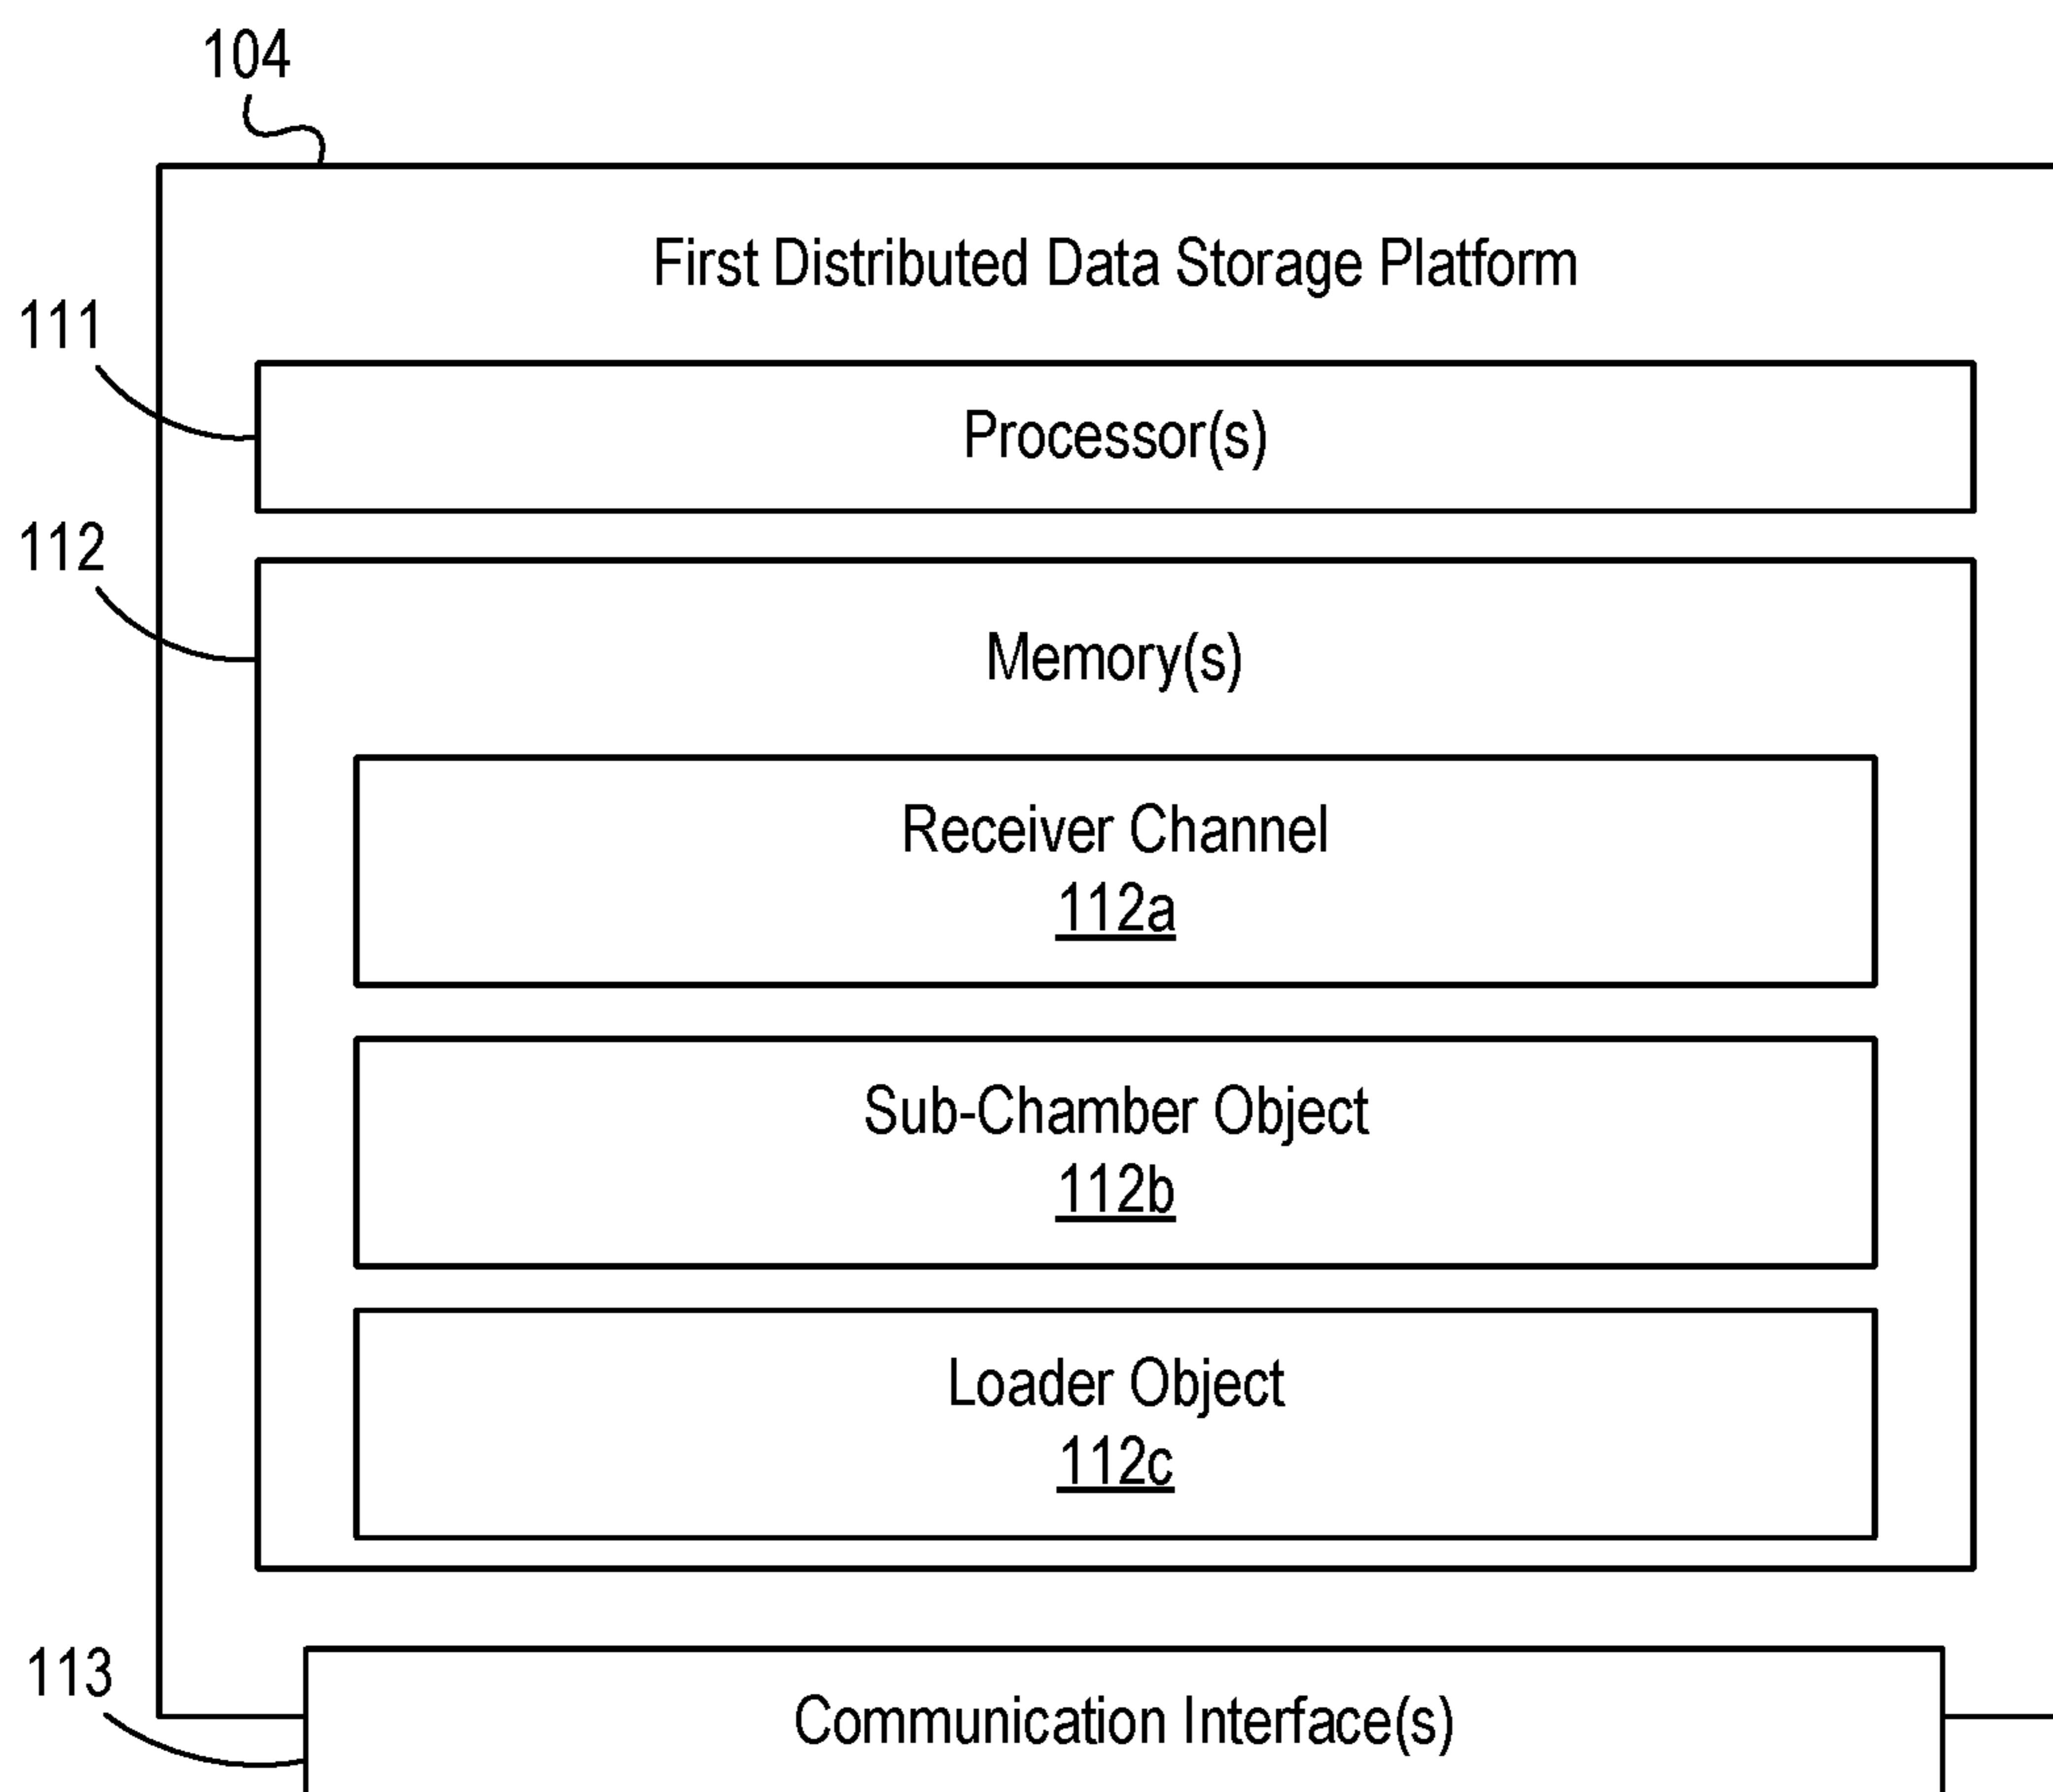 104
First Distributed Data Storage Platform
111
Processor(s)
112
Memory(s)
Receiver Channel
112a
Sub-Chamber Object
112b
Loader Object
112c
113
Communication Interface(s)